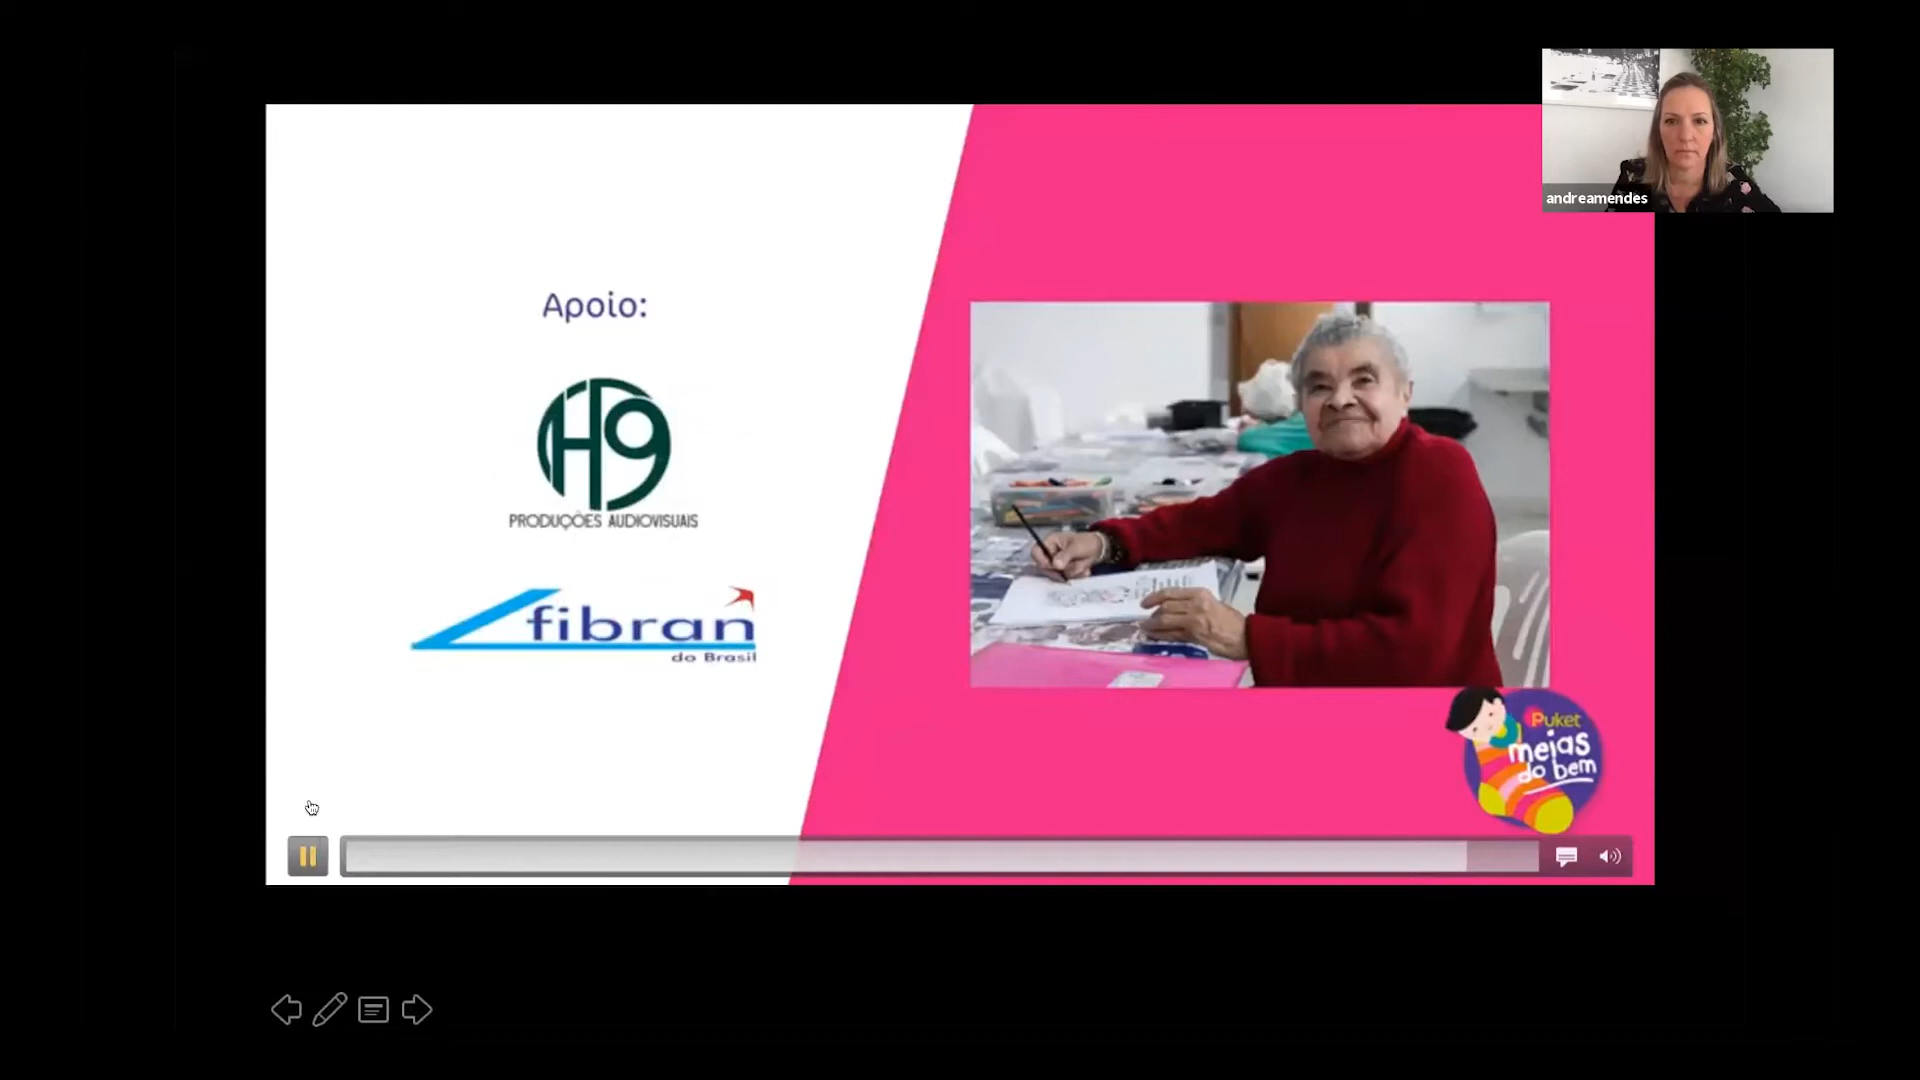 andreamendes
Apoio:
H9
PRODUÇÕES AUDIOVISUAIS
fibran
do Brasil
Puket
meias
do bem